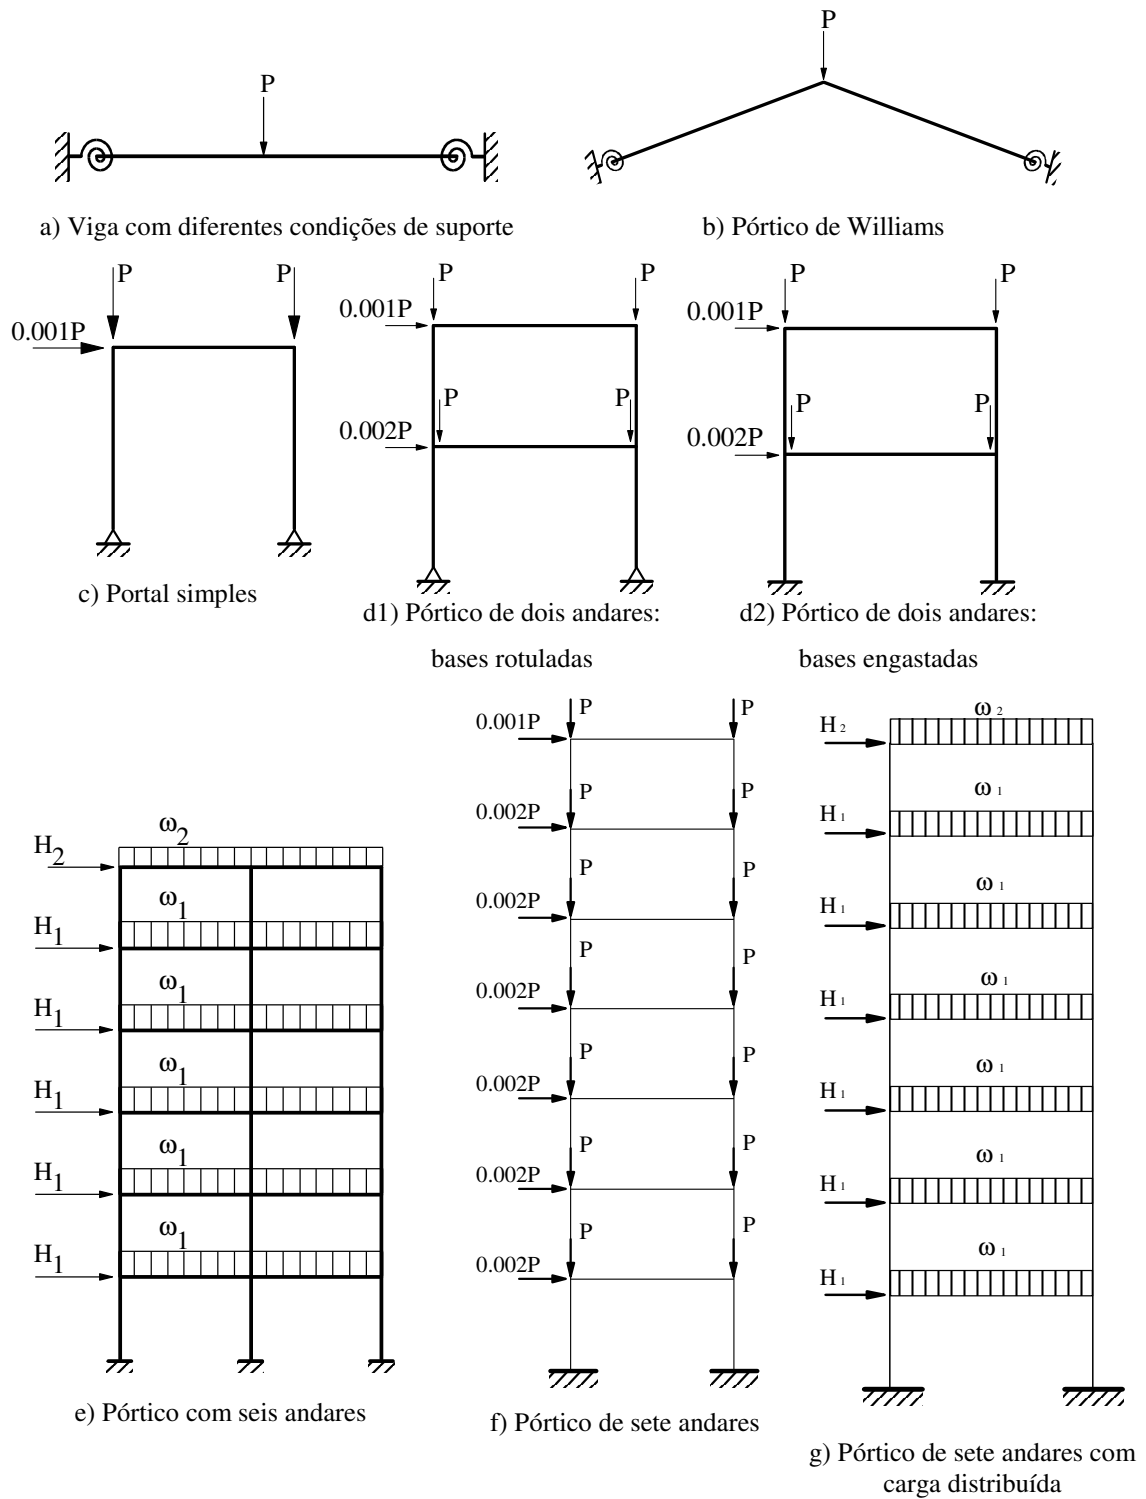 P
P
a) Viga com diferentes condições de suporte
b) Pórtico de Williams
P
P
0.001P
c) Portal simples
P
P
0.001P
P
P
0.002P
d1) Pórtico de dois andares:
bases rotuladas
P
P
0.001P
P
P
0.002P
d2) Pórtico de dois andares:
bases engastadas
ω2
H2
ω1
H1
ω1
H1
ω1
H1
ω1
H1
ω1
H1
e) Pórtico com seis andares
P
P
0.001P
P
P
0.002P
P
P
0.002P
P
P
0.002P
P
P
0.002P
P
P
0.002P
P
P
0.002P
f) Pórtico de sete andares
ω2
H2
ω1
H1
ω1
H1
ω1
H1
ω1
H1
ω1
H1
ω1
H1
g) Pórtico de sete andares com
carga distribuída